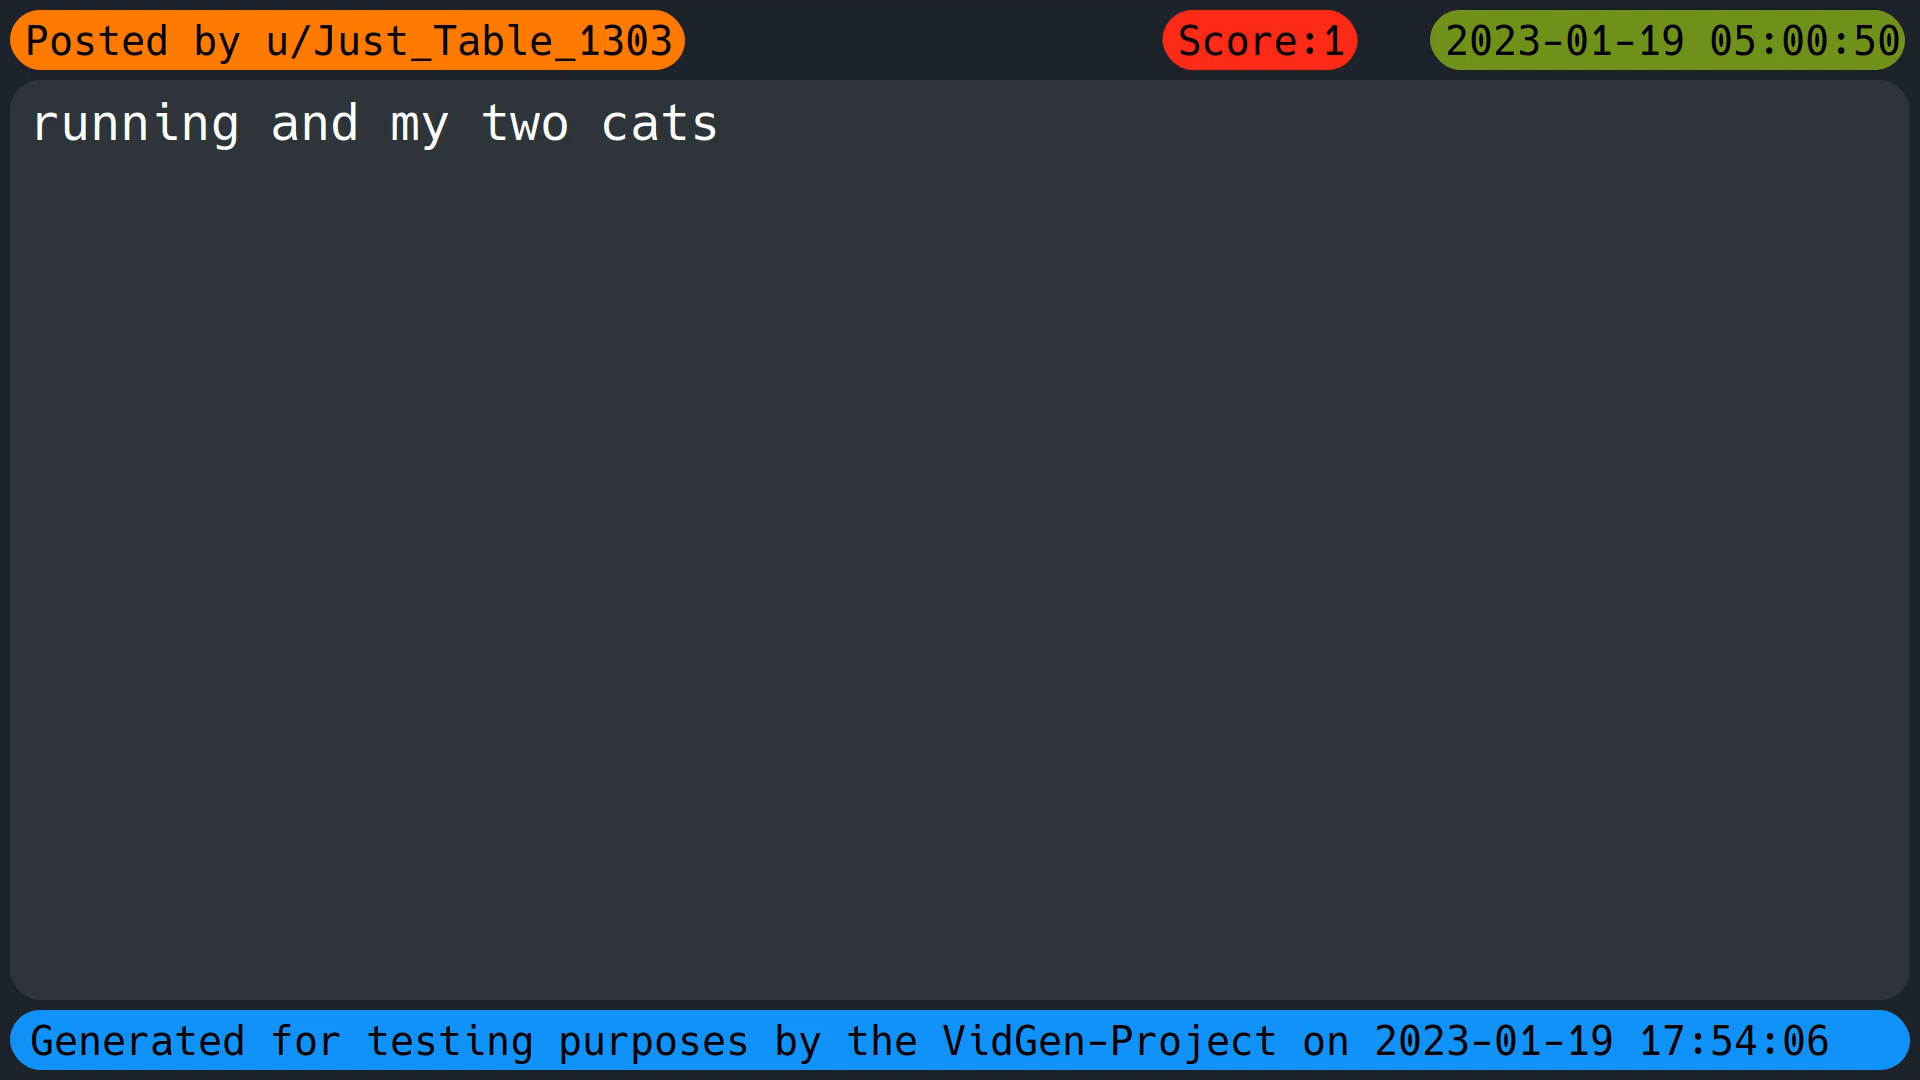 Posted by u/Just_Table_1303
Score:1
2023-01-19 05:00:50
running and my two cats
Generated for testing purposes by the VidGen-Project on 2023-01-19 17:54:06